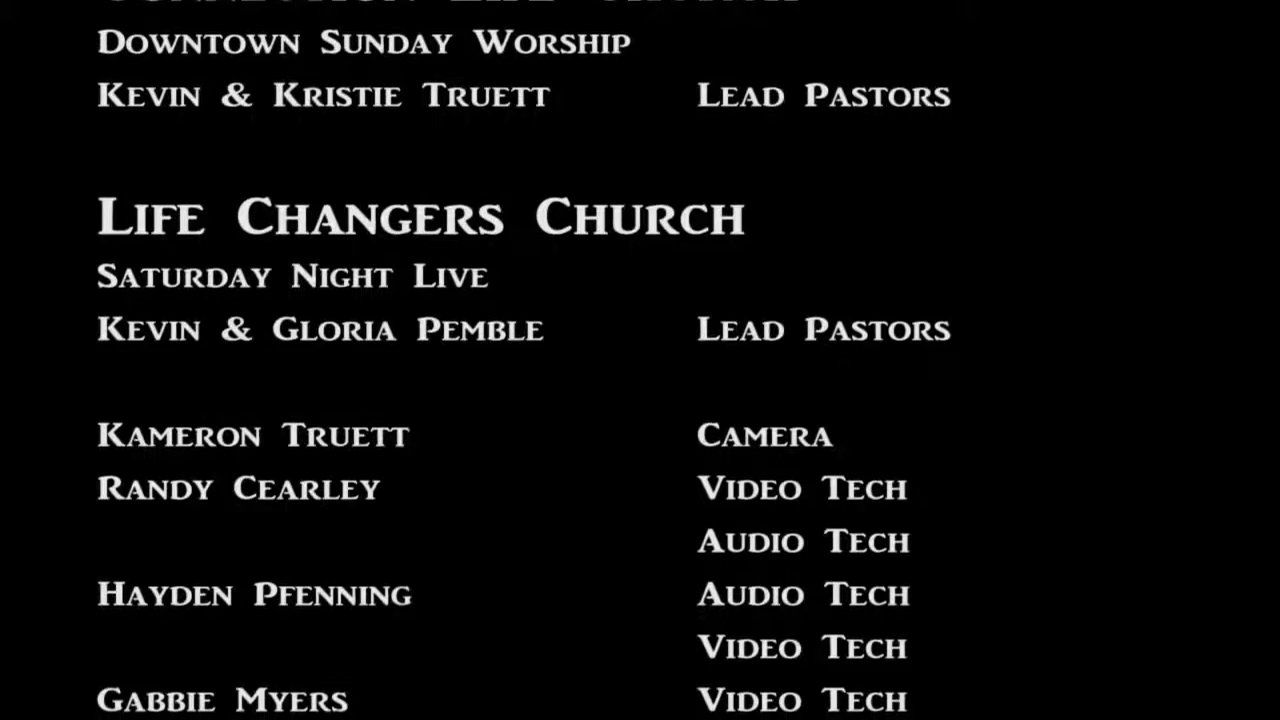 Downtown Sunday Worship
Kevin & Kristie Truett Lead Pastors
Life Changers Church
Saturday Night Live
Kevin & Gloria Pemble Lead Pastors
Kameron Truett Camera
Randy Cearley Video Tech
Audio Tech
Hayden Pfenning Audio Tech
Video Tech
Gabbie Myers Video Tech